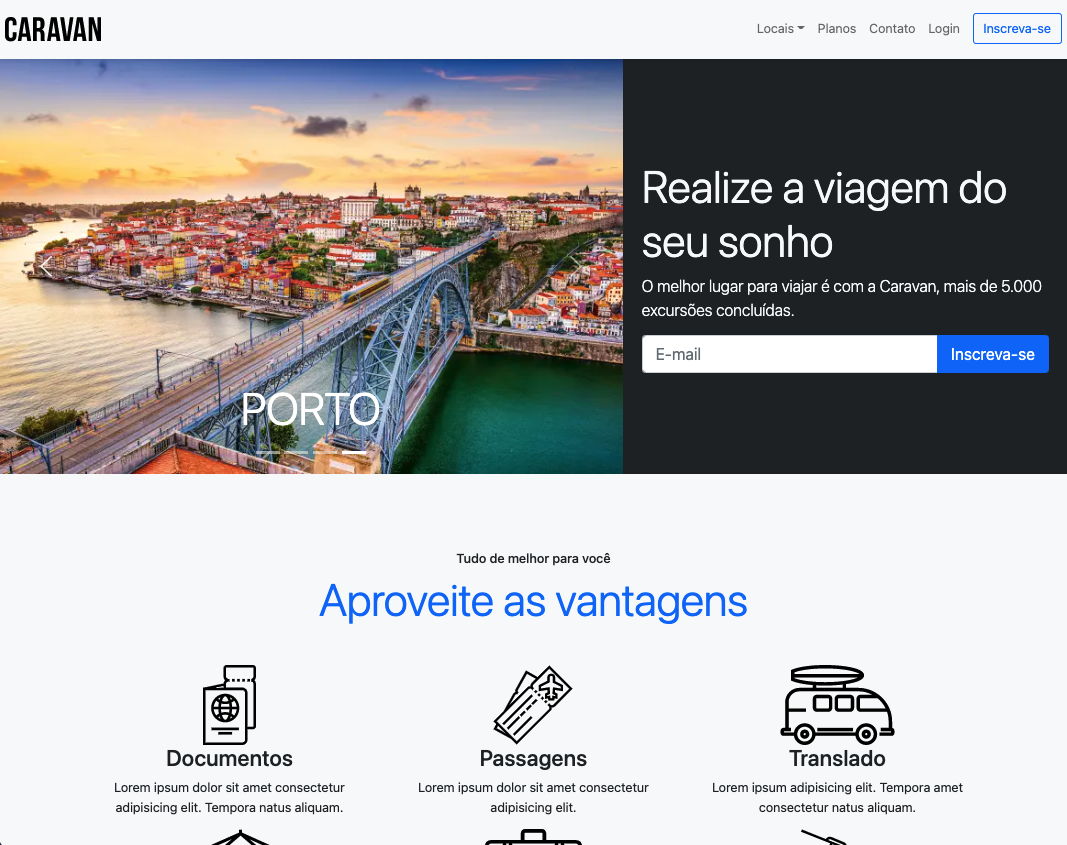 CARAVAN
Locais
Planos
Contato
Login
Inscreva-se
Realize a viagem do
seu sonho
O melhor lugar para viajar é com a Caravan, mais de 5.000
excursões concluídas.
E-mail
Inscreva-se
PORTO
Tudo de melhor para você
Aproveite as vantagens
Documentos
Lorem ipsum dolor sit amet consectetur
adipisicing elit. Tempora natus aliquam.
Passagens
Lorem ipsum dolor sit amet consectetur
adipisicing elit.
Translado
Lorem ipsum adipisicing elit. Tempora amet
consectetur natus aliquam.